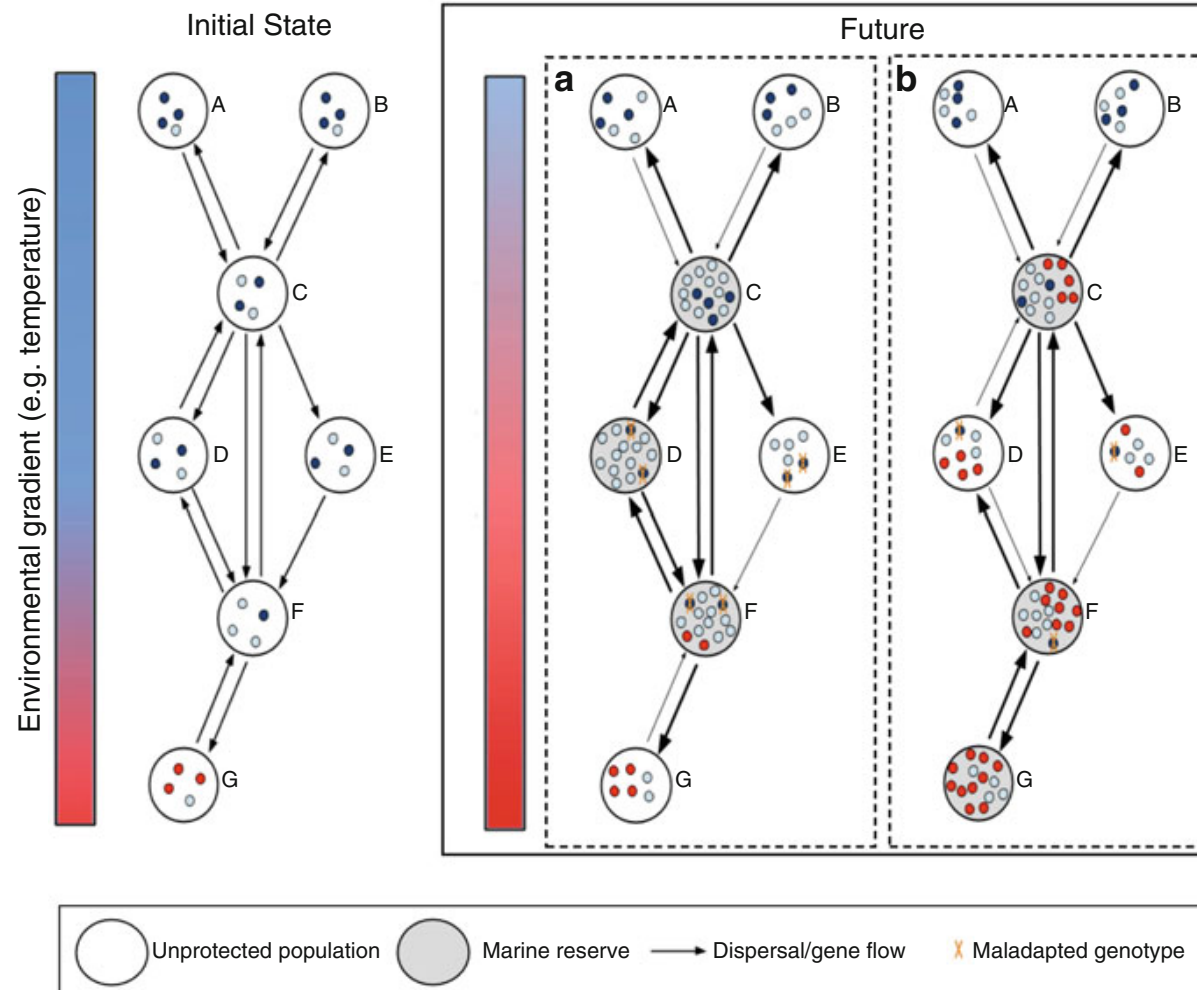 Initial State
Future
Environmental gradient (e.g. temperature)
A
B
C
D
E
F
G
a
A
B
C
D
E
F
G
b
A
B
C
D
E
F
G
Unprotected population
Marine reserve
Dispersal/gene flow
Maladapted genotype